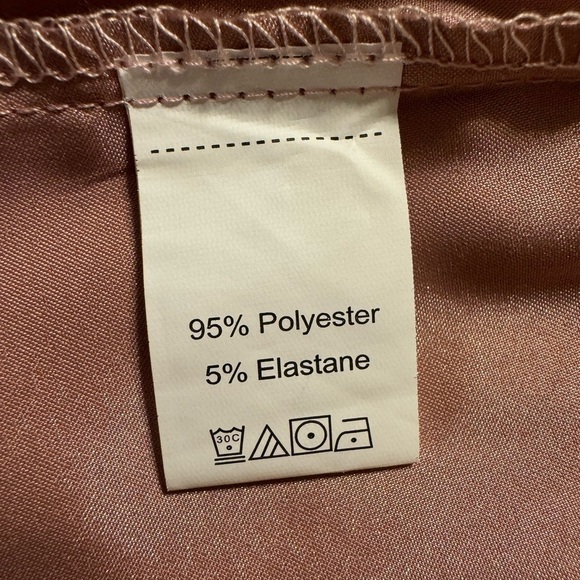 95% Polyester
5% Elastane
30C